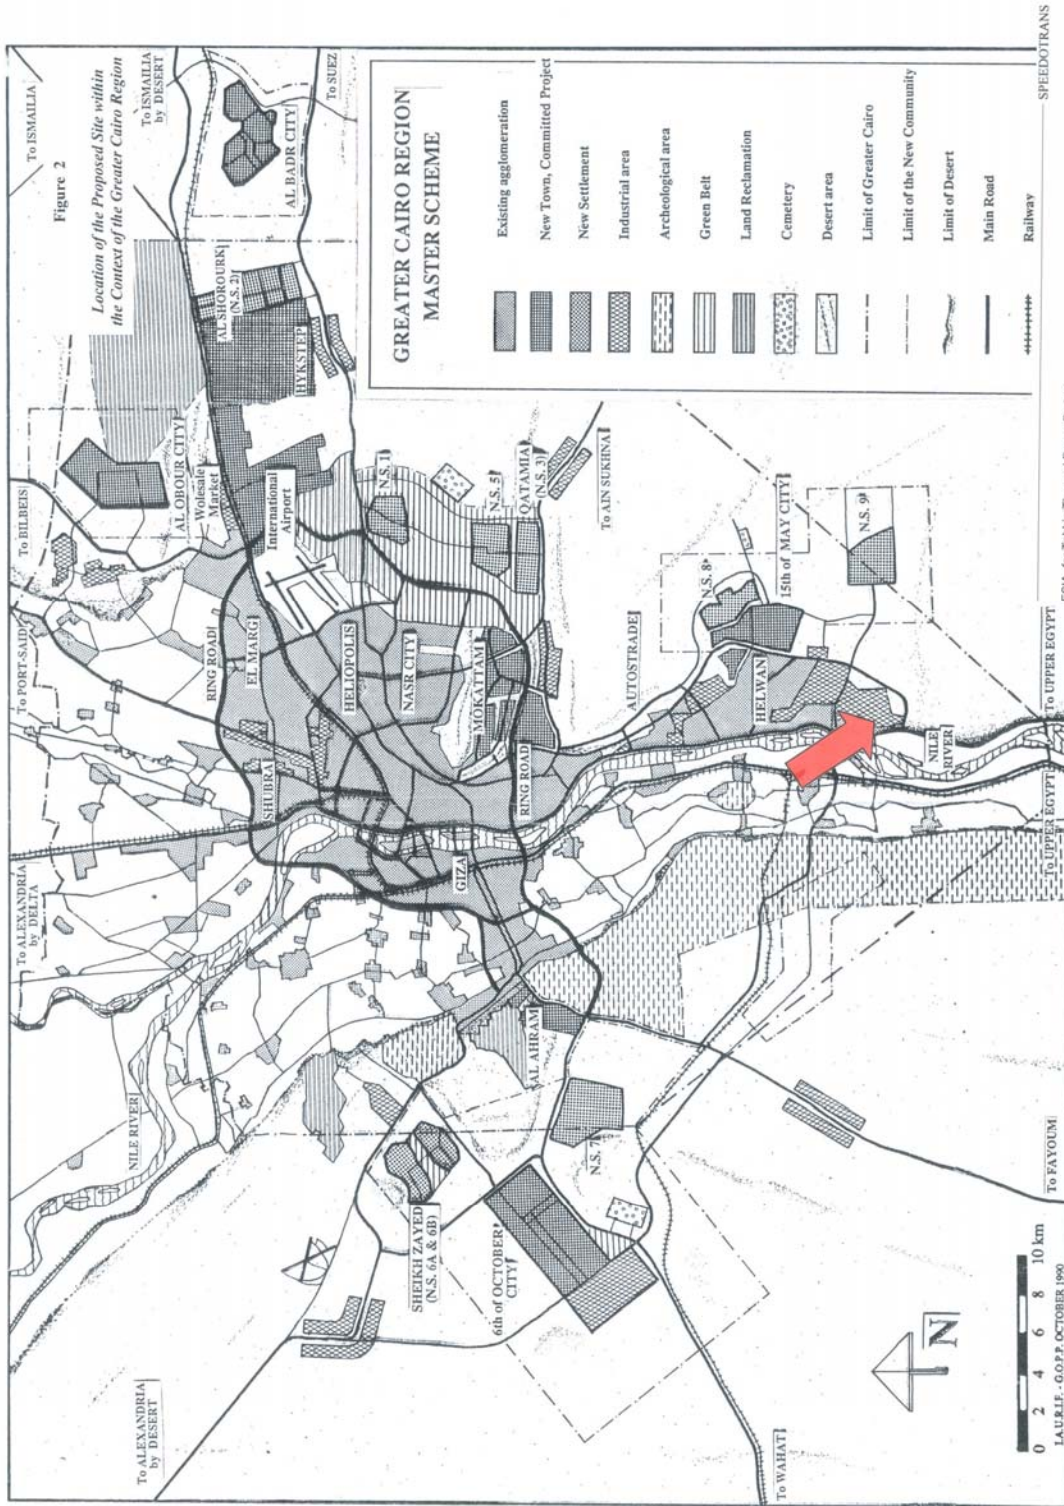 Figure 2
Location of the Proposed Site within
the Context of the Greater Cairo Region
To ALEXANDRIA
by DESERT
NILE RIVER
To ALEXANDRIA
by DELTA
To PORT-SAID
To BILBEIS
To ISMAILIA
To ISMAILIA
by DESERT
To SUEZ
AL BADR CITY
AL SHOROURK
(N.S. 2)
HYKSTEP
AL OBOUR CITY
Wolesale
Market
International
Airport
RING ROAD
EL MARG
SHUBRA
HELIOPOLIS
NASR CITY
MOKATTAM
N.S. 1
N.S. 5
QATAMIA
(N.S. 3)
To AIN SUKHNA
GIZA
RING ROAD
AL AHRAM
SHEIKH ZAYED
(N.S. 6A & 6B)
6th of OCTOBER
CITY
N.S. 7
AUTOSTRADE
N.S. 8
15th of MAY CITY
HELWAN
N.S. 9
NILE
RIVER
To WAHAT
To FAYOUM
To UPPER EGYPT
To UPPER EGYPT
GREATER CAIRO REGION
MASTER SCHEME
Existing agglomeration
New Town, Committed Project
New Settlement
Industrial area
Archeological area
Green Belt
Land Reclamation
Cemetery
Desert area
Limit of Greater Cairo
Limit of the New Community
Limit of Desert
Main Road
Railway
N
0 2 4 6 8 10 km
I.A.U.R.I.F. - G.O.P.P. OCTOBER 1990
SPEEDOTRANS